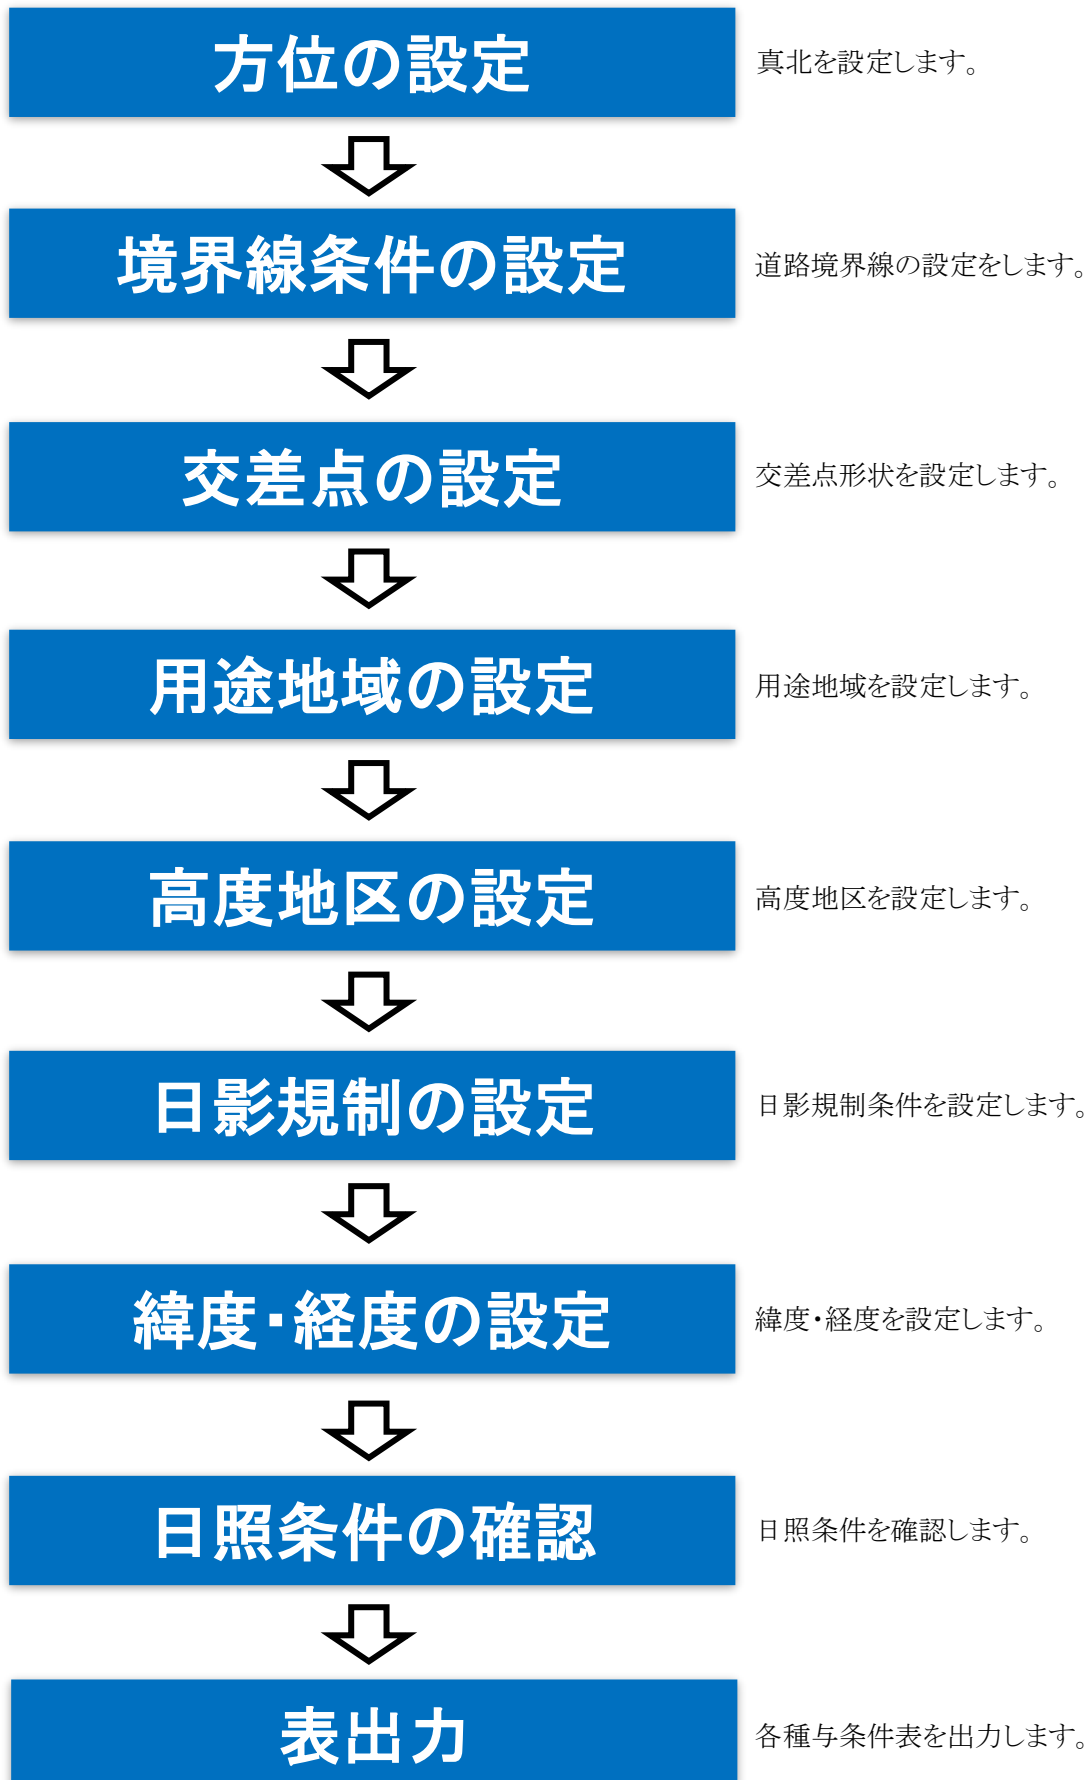 方位の設定
真北を設定します。
境界線条件の設定
道路境界線の設定をします。
交差点の設定
交差点形状を設定します。
用途地域の設定
用途地域を設定します。
高度地区の設定
高度地区を設定します。
日影規制の設定
日影規制条件を設定します。
緯度・経度の設定
緯度・経度を設定します。
日照条件の確認
日照条件を確認します。
表出力
各種与条件表を出力します。